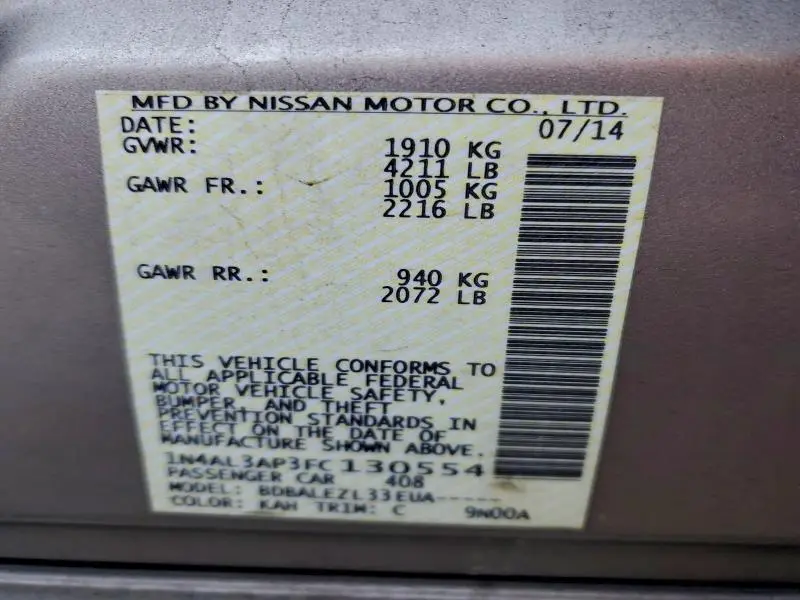 MFD BY NISSAN MOTOR CO., LTD.
DATE: 07/14
GVWR: 1910 KG
4211 LB
GAWR FR.: 1005 KG
2216 LB
GAWR RR.: 940 KG
2072 LB
THIS VEHICLE CONFORMS TO
ALL APPLICABLE FEDERAL
MOTOR VEHICLE SAFETY,
BUMPER, AND THEFT
PREVENTION STANDARDS IN
EFFECT ON THE DATE OF
MANUFACTURE SHOWN ABOVE.
1N4AL3AP3FC130554
PASSENGER CAR 408
MODEL: BDBALEZL33EUA-----
COLOR: KAH TRIM: C 9N00A